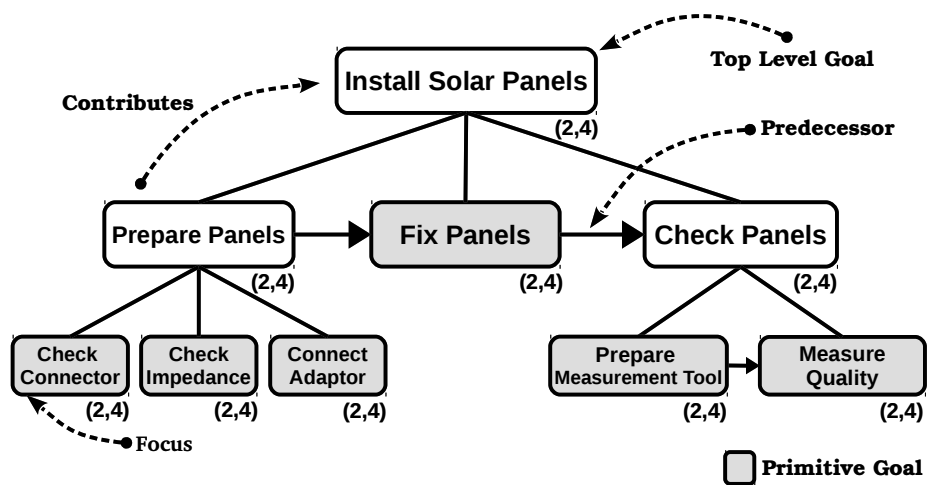 Install Solar Panels
Top Level Goal
Contributes
(2,4)
Predecessor
Prepare Panels
Fix Panels
Check Panels
(2,4)
(2,4)
(2,4)
Check
Connector
Check
Impedance
Connect
Adaptor
Prepare
Measurement Tool
Measure
Quality
(2,4)
(2,4)
(2,4)
(2,4)
(2,4)
Focus
Primitive Goal